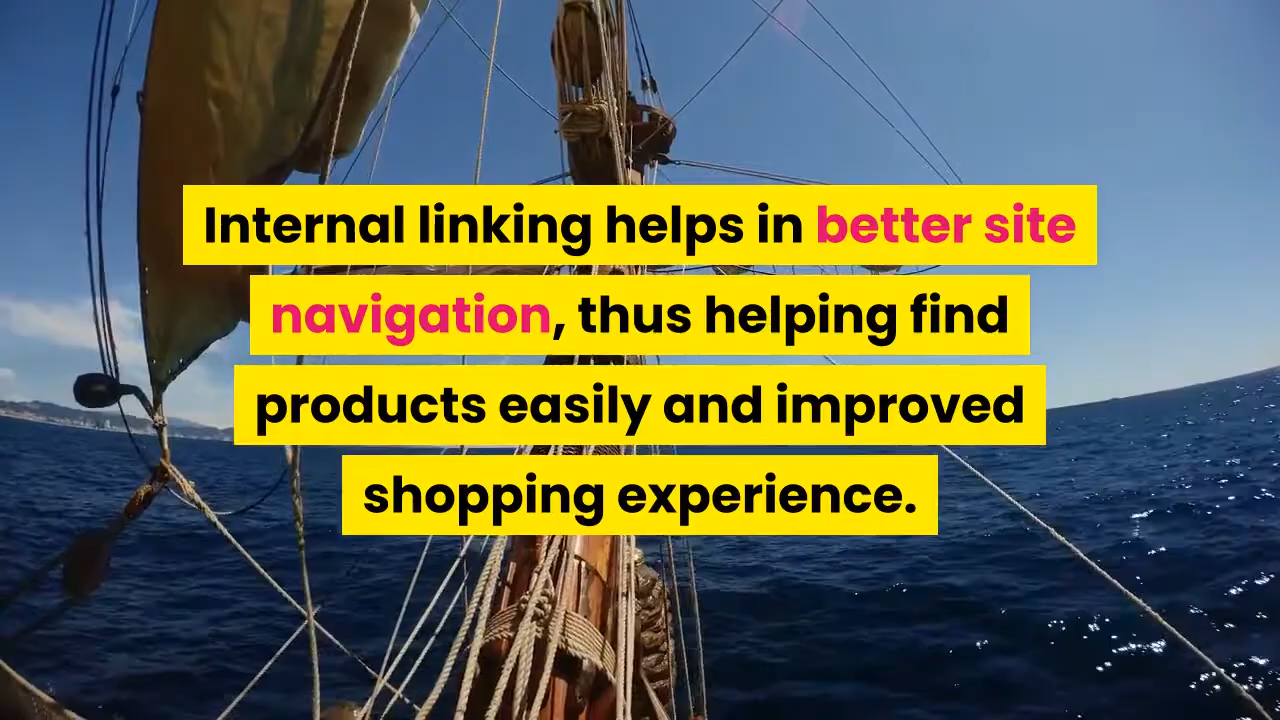 Internal linking helps in better site
navigation, thus helping find
products easily and improved
shopping experience.